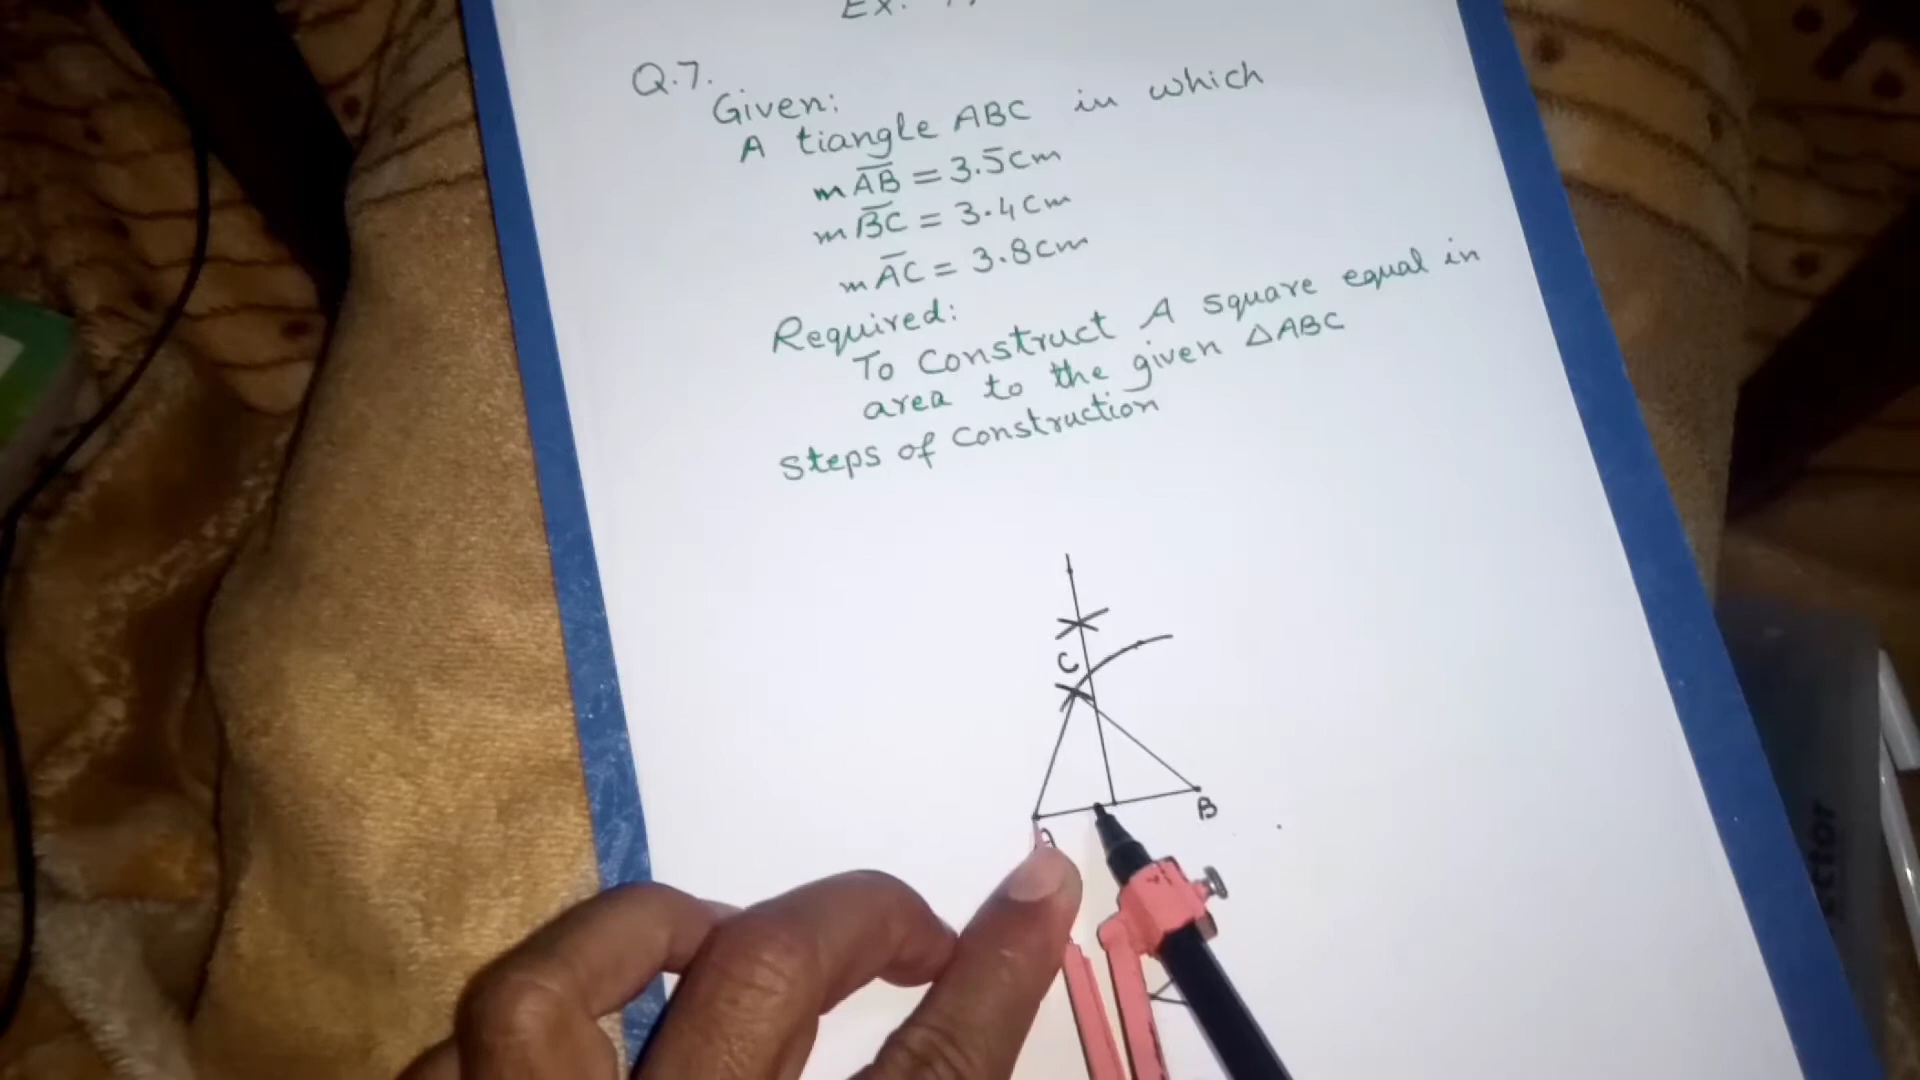 Ex.
Q.7.
Given:
A tiangle ABC in which
mAB = 3.5cm
mBC = 3.4cm
mAC = 3.8cm
Required:
To Construct A square equal in
area to the given △ABC
Steps of Construction
C
B